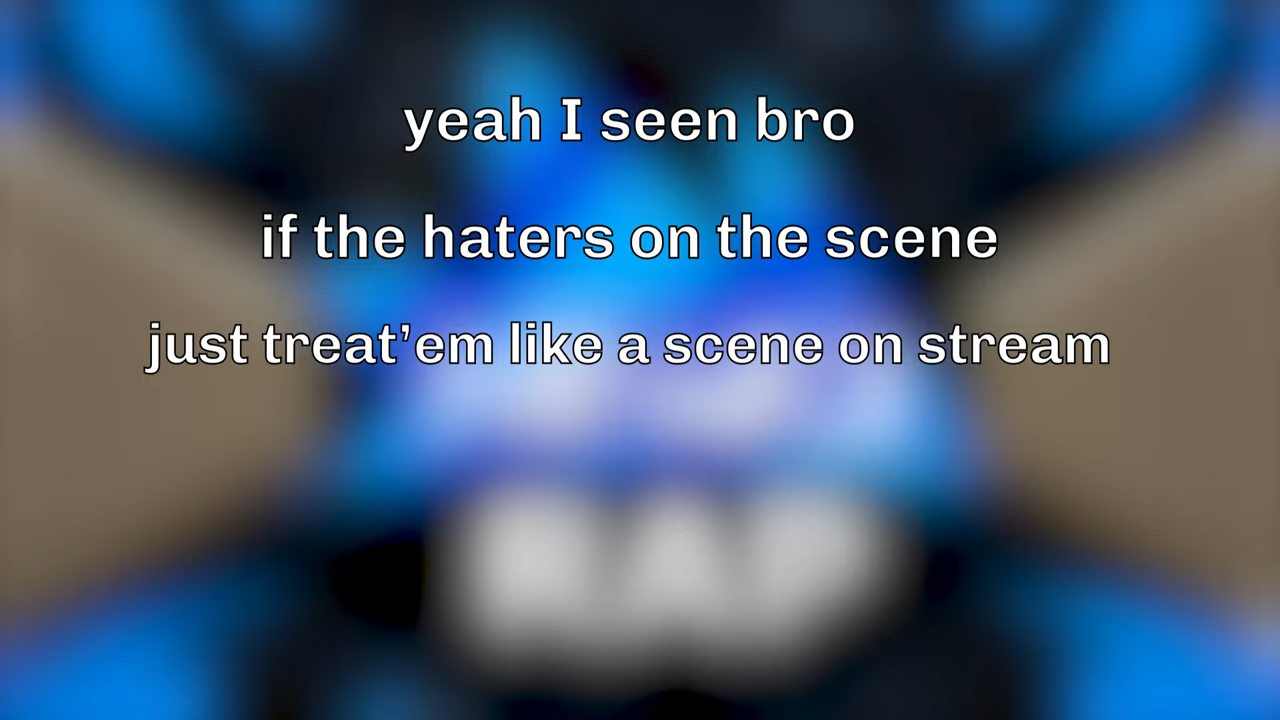 yeah I seen bro
if the haters on the scene
just treat’em like a scene on stream